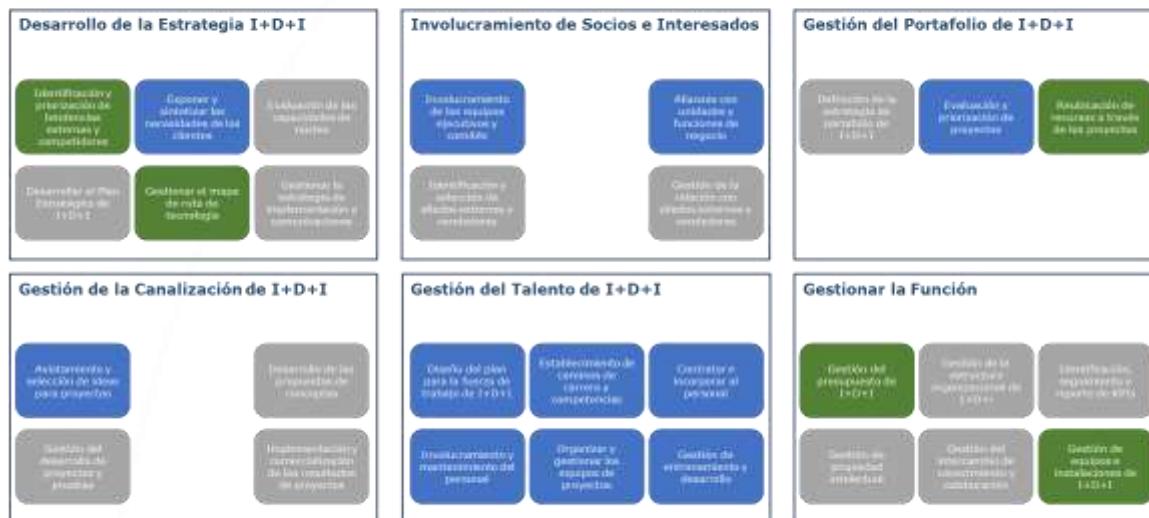 Desarrollo de la Estrategia I+D+I
Identificación y
priorización de
tendencias
externas y
competidores
Exponer y
sintetizar las
necesidades de los
clientes
Evaluación de las
capacidades de
Desarrollar el Plan
Estratégico de
I+D+I
Gestionar el mapa
de ruta de
tecnología
Gestionar la
estrategia de
implementación y
comunicaciones
Involucramiento de Socios e Interesados
Involucramiento
de los equipos
ejecutivos y
comités
Alianzas con
unidades y
funciones de
negocio
Identificación y
selección de
aliados externos y
vendedores
Gestión de la
relación con
aliados externos y
vendedores
Gestión del Portafolio de I+D+I
Definición de la
estrategia de
portafolio de
I+D+I
Evaluación y
priorización de
proyectos
Reubicación de
recursos a través
de los proyectos
Gestión de la Canalización de I+D+I
Avistamiento y
selección de ideas
para proyectos
Desarrollo de las
propuestas de
conceptos
Gestión del
desarrollo de
proyectos y
pruebas
Implementación y
comercialización
de los resultados
de proyectos
Gestión del Talento de I+D+I
Diseño del plan
para la fuerza de
trabajo de I+D+I
Establecimiento de
caminos de
carrera y
competencias
Contratar e
incorporar al
personal
Involucramiento y
mantenimiento del
personal
Organizar y
gestionar los
equipos de
proyectos
Gestión de
entrenamiento y
desarrollo
Gestionar la Función
Gestión del
presupuesto de
I+D+I
Gestión de la
estructura
organizacional de
I+D+I
Identificación,
seguimiento y
reporte de KPIs
Gestión de
propiedad
intelectual
Gestión del
intercambio de
conocimiento y
colaboración
Gestión de
equipos e
instalaciones de
I+D+I